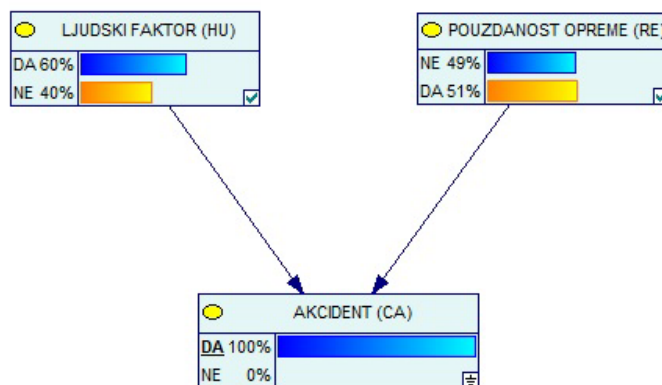 LJUDSKI FAKTOR (HU)
DA 60%
NE 40%
POUZDANOST OPREME (RE)
NE 49%
DA 51%
AKCIDENT (CA)
DA 100%
NE 0%